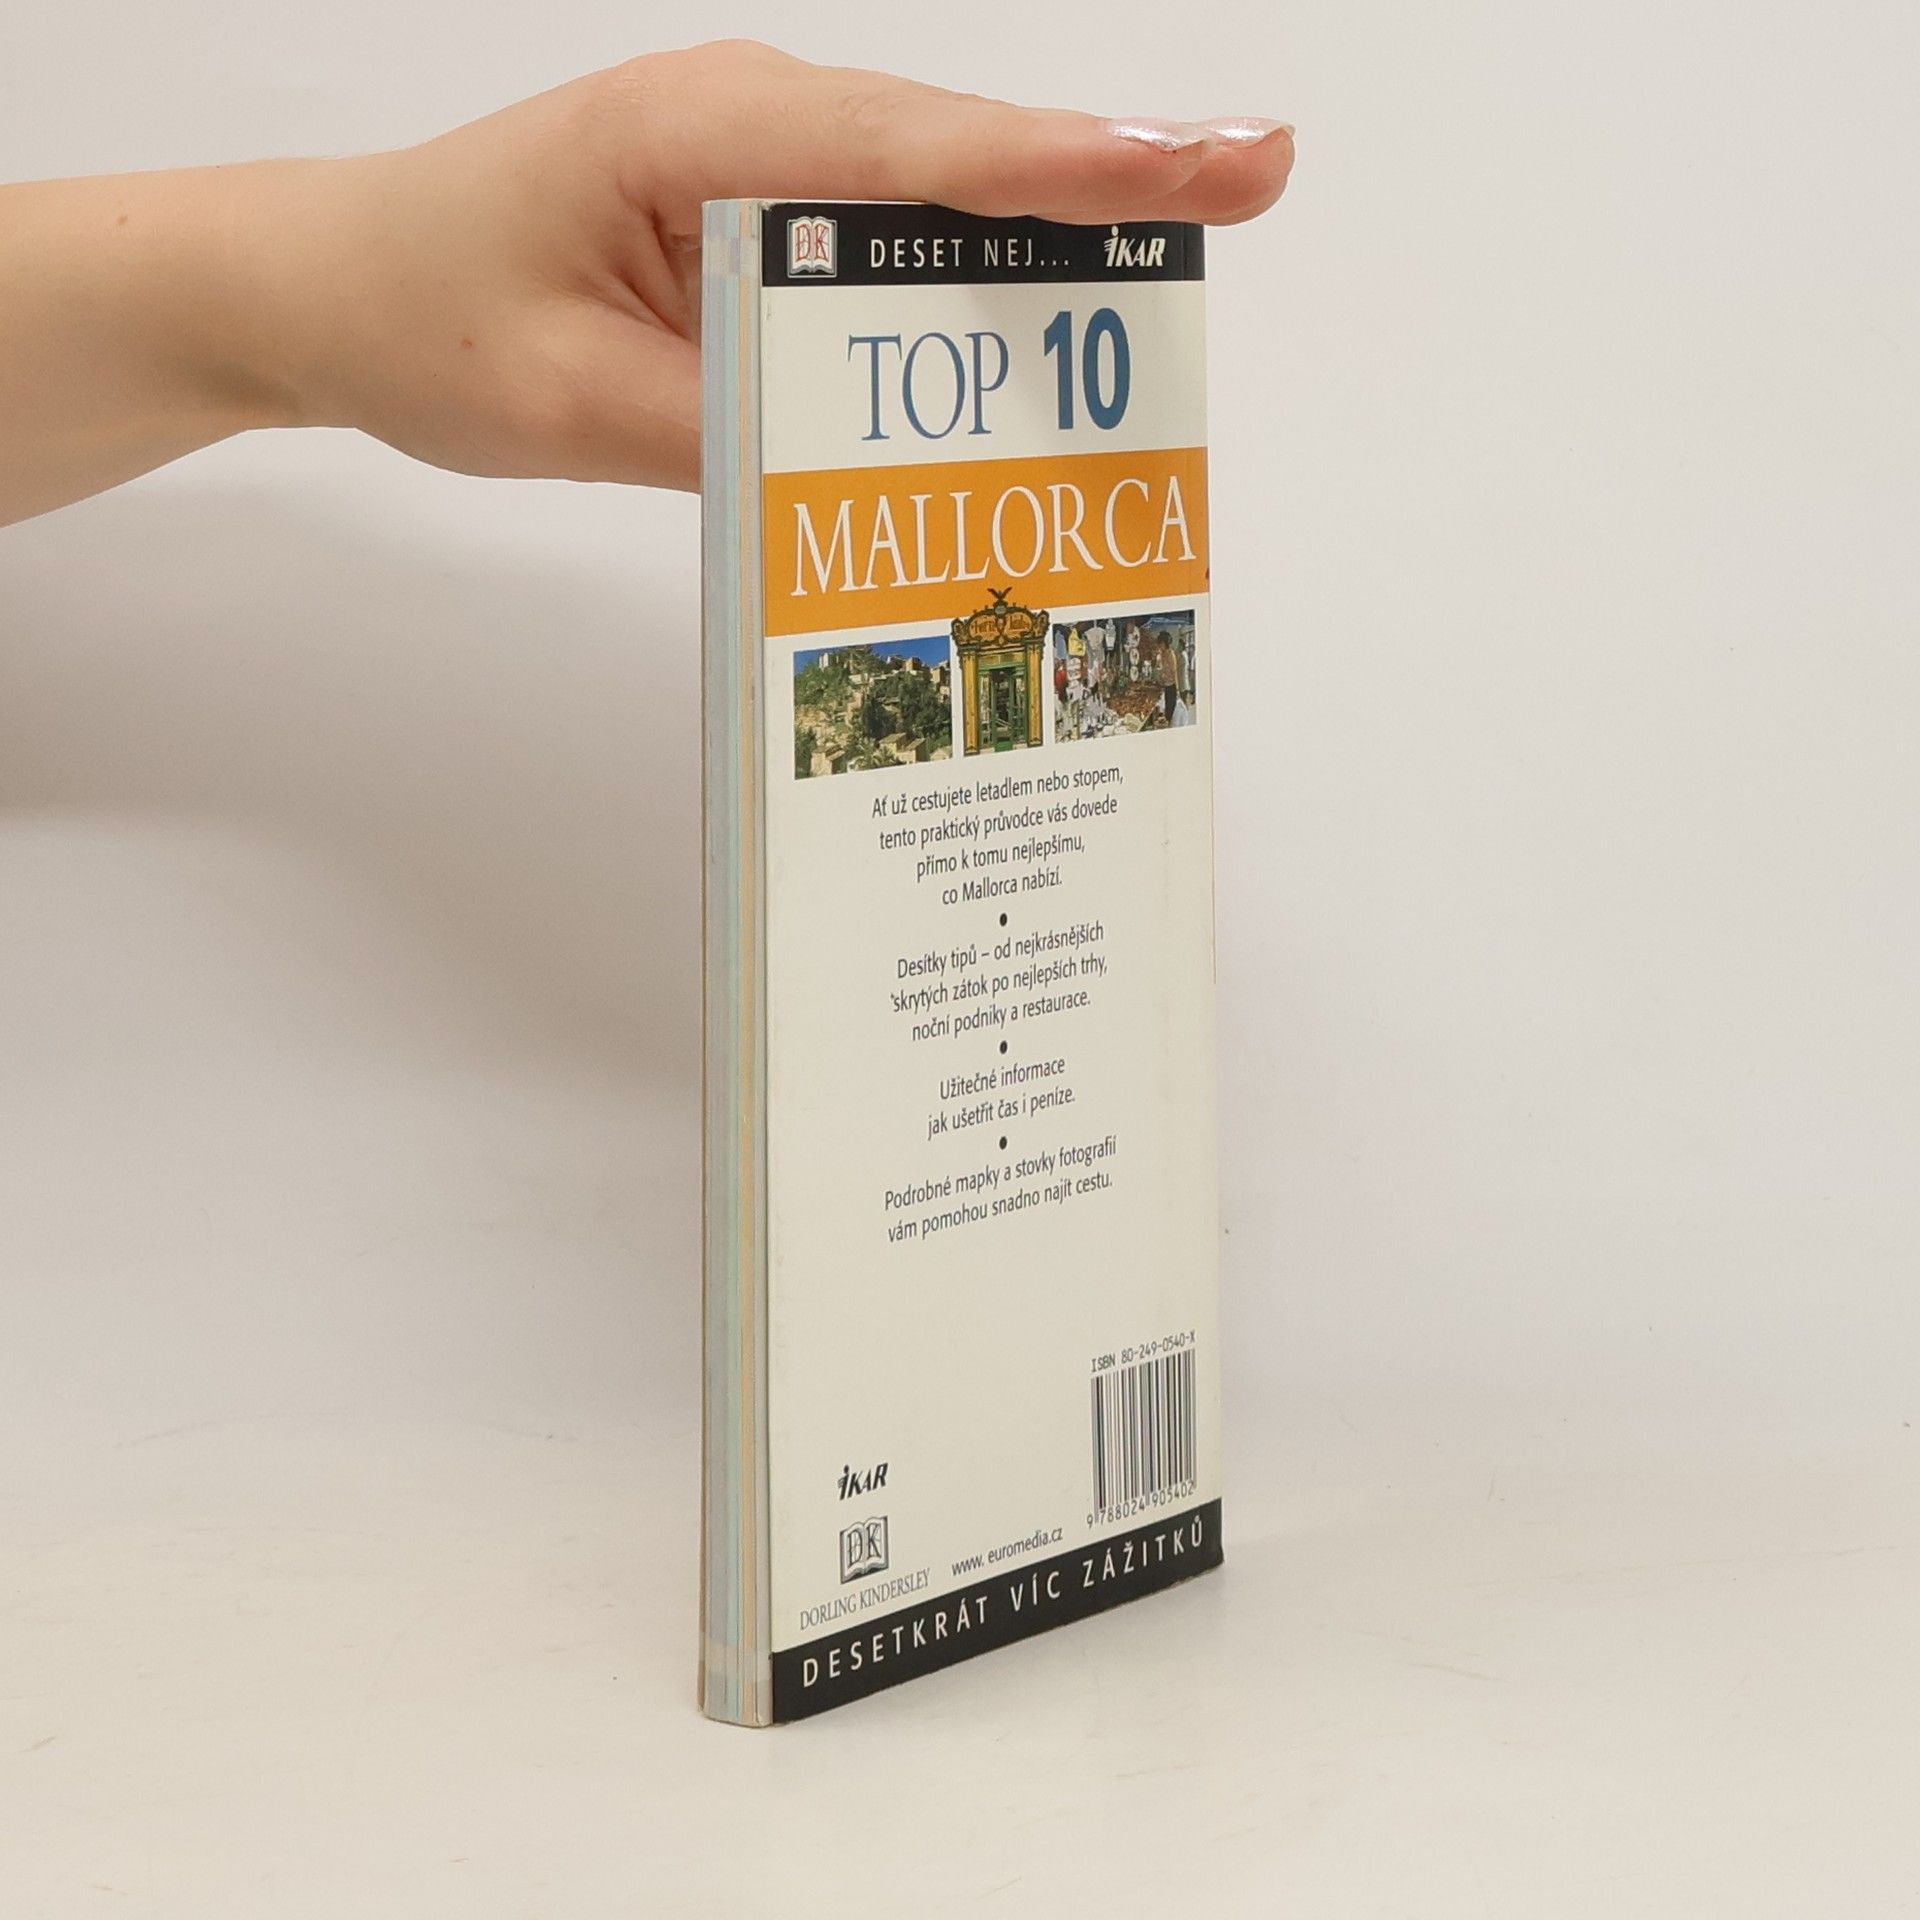 DK DESET NEJ... iKAR
TOP 10
MALLORCA
Ať už cestujete letadlem nebo stopem,
tento praktický průvodce vás dovede
přímo k tomu nejlepšímu,
co Mallorca nabízí.
●
Desítky tipů – od nejkrásnějších
skrytých zátok po nejlepších trhy,
noční podniky a restaurace.
●
Užitečné informace
jak ušetřit čas i peníze.
●
Podrobné mapky a stovky fotografií
vám pomohou snadno najít cestu.
ISBN 80-249-0540-X
9 788024 905402
iKAR
DK
DORLING KINDERSLEY
www.euromedia.cz
DESETKRÁT VÍC ZÁŽITKŮ